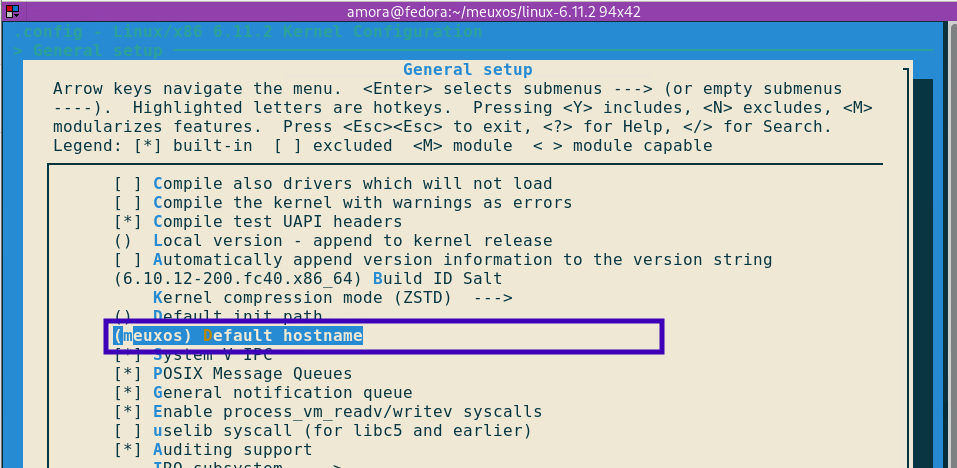 amora@fedora:~/meuxos/linux-6.11.2 94x42
.config - Linux/x86 6.11.2 Kernel Configuration
> General setup
General setup
Arrow keys navigate the menu.  <Enter> selects submenus ---> (or empty submenus
----).  Highlighted letters are hotkeys.  Pressing <Y> includes, <N> excludes, <M>
modularizes features.  Press <Esc><Esc> to exit, <?> for Help, </> for Search.
Legend: [*] built-in  [ ] excluded  <M> module  < > module capable
[ ] Compile also drivers which will not load
[ ] Compile the kernel with warnings as errors
[*] Compile test UAPI headers
()  Local version - append to kernel release
[ ] Automatically append version information to the version string
(6.10.12-200.fc40.x86_64) Build ID Salt
Kernel compression mode (ZSTD)  --->
()  Default init path
(meuxos) Default hostname
[*] System V IPC
[*] POSIX Message Queues
[*] General notification queue
[*] Enable process_vm_readv/writev syscalls
[ ] uselib syscall (for libc5 and earlier)
[*] Auditing support
IRQ subsystem  --->